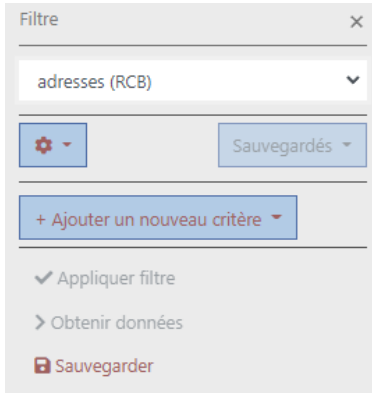 Filtre
adresses (RCB)
Sauvegardés
+ Ajouter un nouveau critère
Appliquer filtre
Obtenir données
Sauvegarder